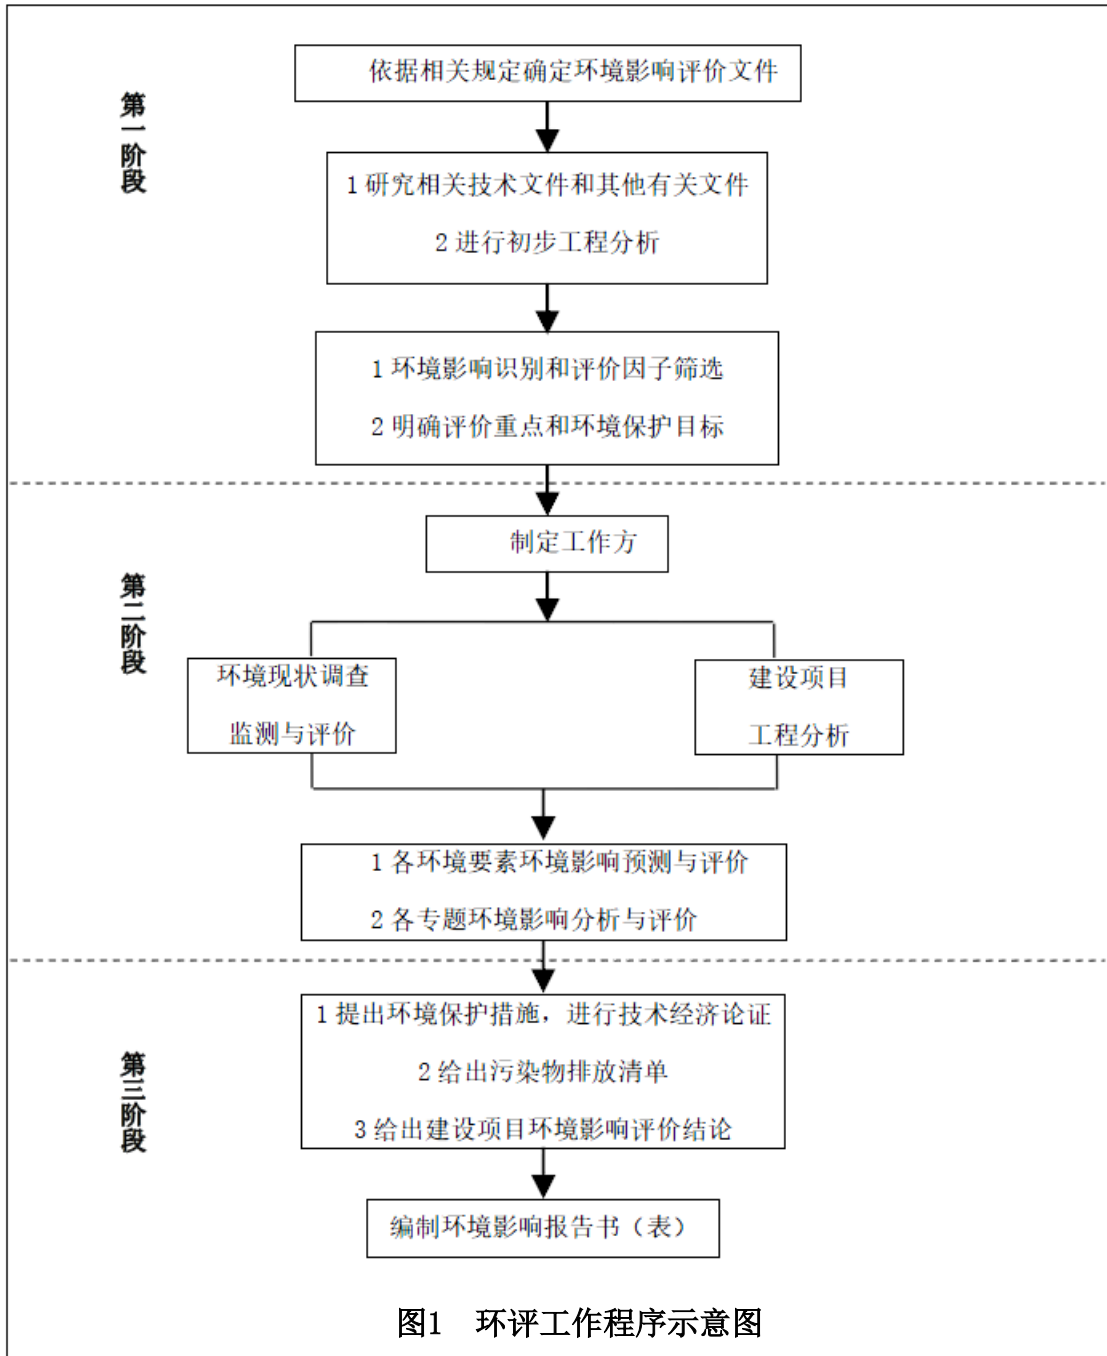 第一阶段
依据相关规定确定环境影响评价文件
1 研究相关技术文件和其他有关文件
2 进行初步工程分析
1 环境影响识别和评价因子筛选
2 明确评价重点和环境保护目标
第二阶段
制定工作方
环境现状调查
监测与评价
建设项目
工程分析
1 各环境要素环境影响预测与评价
2 各专题环境影响分析与评价
第三阶段
1 提出环境保护措施，进行技术经济论证
2 给出污染物排放清单
3 给出建设项目环境影响评价结论
编制环境影响报告书（表）
图1 环评工作程序示意图